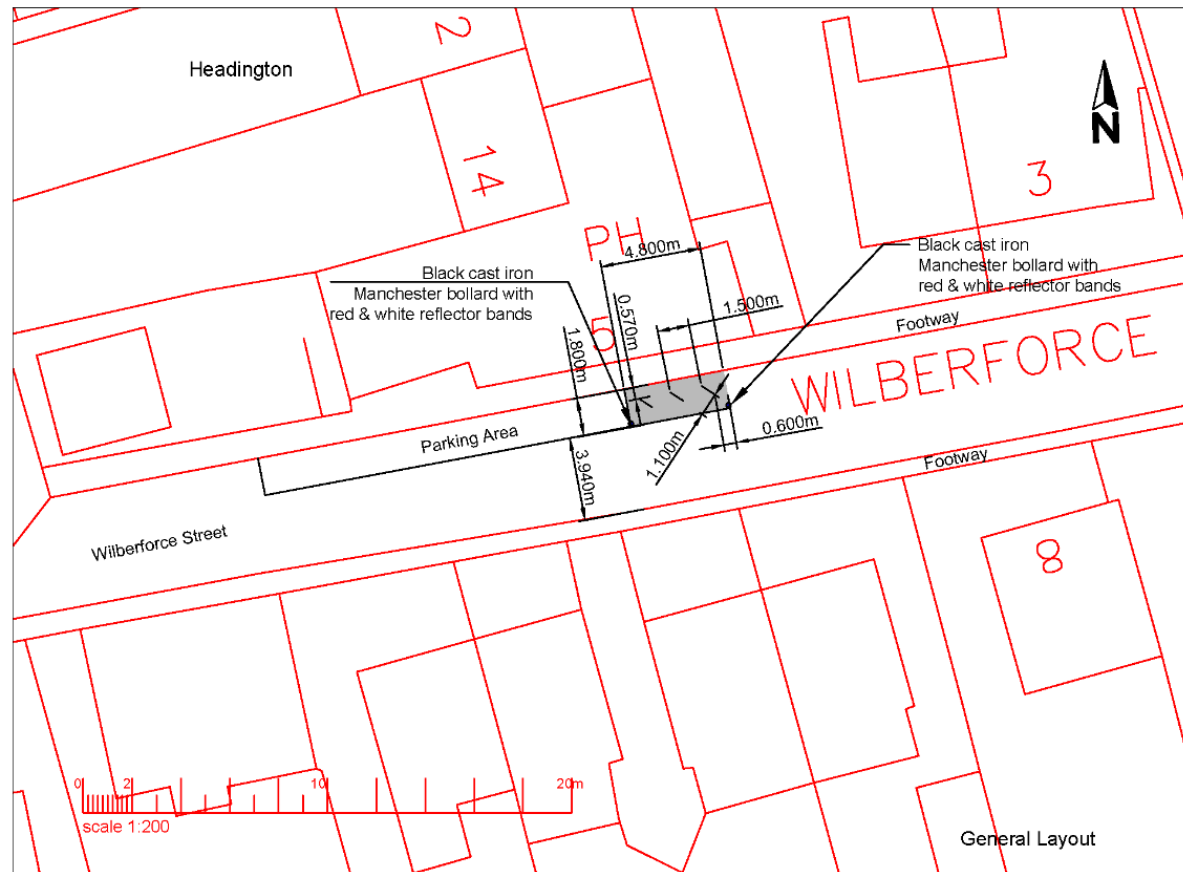 Headington
2
N
14
3
PH
4.800m
Black cast iron
Manchester bollard with
red & white reflector bands
Black cast iron
Manchester bollard with
red & white reflector bands
0.570m
1.500m
5
1.800m
Footway
WILBERFORCE
Parking Area
0.600m
1.100m
3.940m
Footway
Wilberforce Street
8
0 2 10 20m
scale 1:200
General Layout